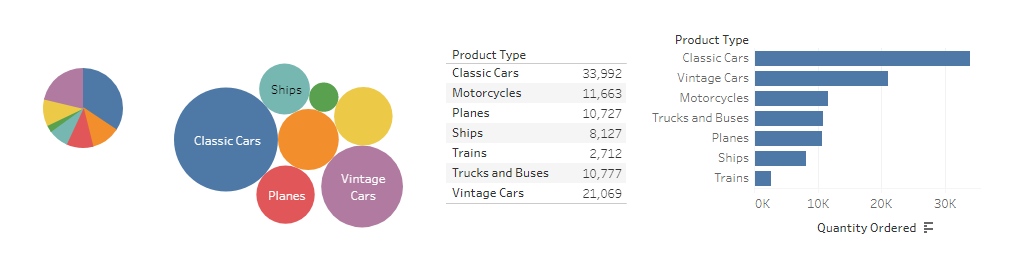 Ships
Classic Cars
Planes
Vintage
Cars
Product Type
Classic Cars 33,992
Motorcycles 11,663
Planes 10,727
Ships 8,127
Trains 2,712
Trucks and Buses 10,777
Vintage Cars 21,069
Product Type
Classic Cars
Vintage Cars
Motorcycles
Trucks and Buses
Planes
Ships
Trains
0K 10K 20K 30K
Quantity Ordered